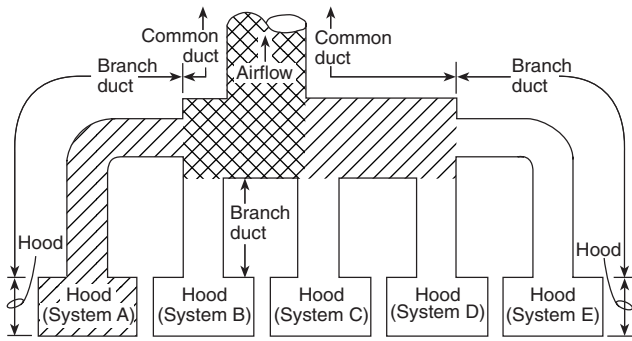 Common
duct
Common
duct
Branch
duct
Airflow
Branch
duct
Branch
duct
Hood
Hood
Hood
(System A)
Hood
(System B)
Hood
(System C)
Hood
(System D)
Hood
(System E)